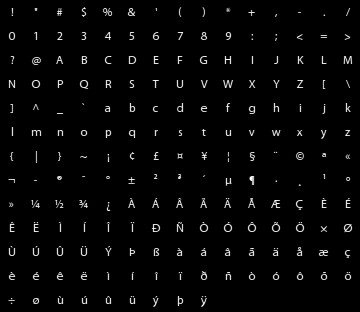 ! " # $ % & ' ( ) * + , - . /
0 1 2 3 4 5 6 7 8 9 : ; < = >
? @ A B C D E F G H I J K L M
N O P Q R S T U V W X Y Z [ \
] ^ _ ` a b c d e f g h i j k
l m n o p q r s t u v w x y z
{ | } ~ ¡ ¢ £ ¤ ¥ ¦ § ¨ © ª «
¬ - ® ¯ ° ± ² ³ ´ µ ¶ · ¸ ¹ º
» ¼ ½ ¾ ¿ À Á Â Ã Ä Å Æ Ç È É
Ê Ë Ì Í Î Ï Ð Ñ Ò Ó Ô Õ Ö × Ø
Ù Ú Û Ü Ý Þ ß à á â ã ä å æ ç
è é ê ë ì í î ï ð ñ ò ó ô õ ö
÷ ø ù ú û ü ý þ ÿ